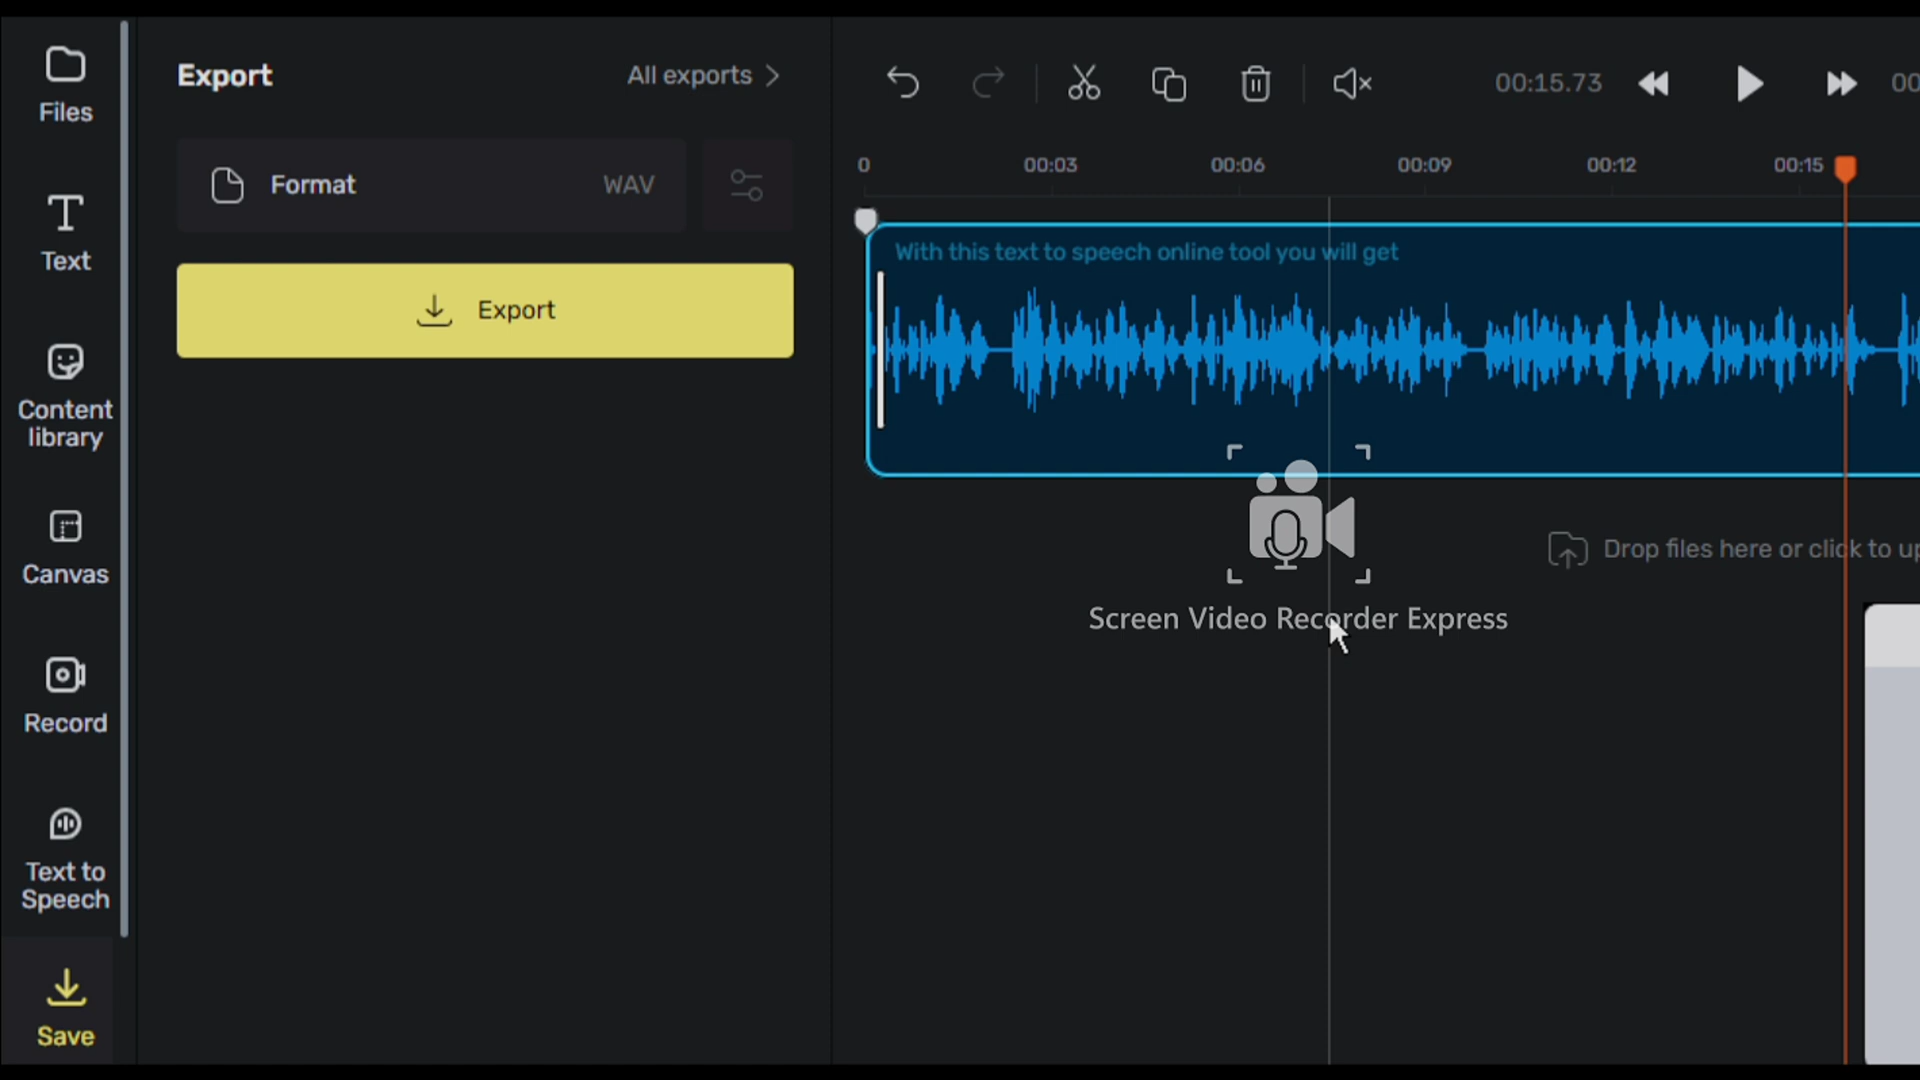 Files
Text
Content
library
Canvas
Record
Text to
Speech
Save
Export
All exports
Format
WAV
Export
00:15.73
00
0
00:03
00:06
00:09
00:12
00:15
With this text to speech online tool you will get
Drop files here or click to up
Screen Video Recorder Express